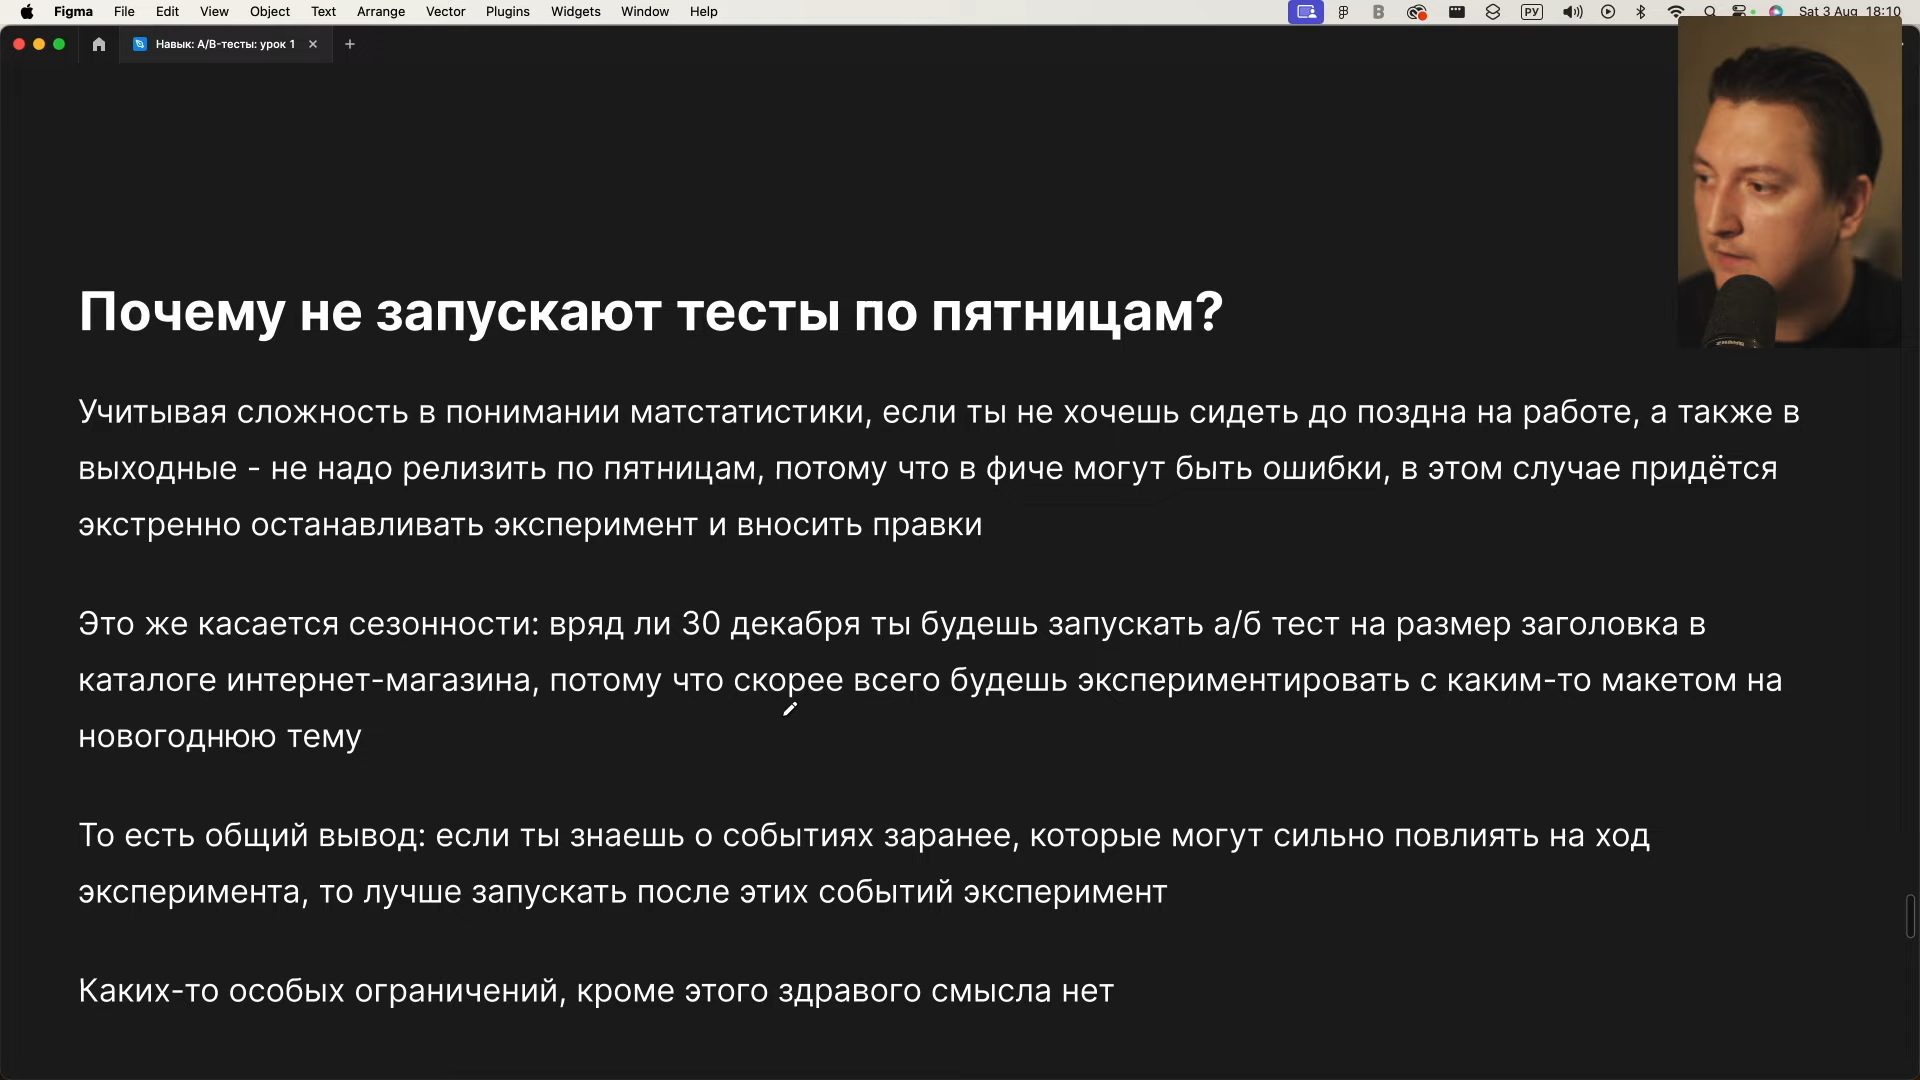 Figma File Edit View Object Text Arrange Vector Plugins Widgets Window Help РУ Sat 3 Aug 18:10
Навык: A/B-тесты: урок 1
Почему не запускают тесты по пятницам?
Учитывая сложность в понимании матстатистики, если ты не хочешь сидеть до поздна на работе, а также в
выходные - не надо релизить по пятницам, потому что в фиче могут быть ошибки, в этом случае придётся
экстренно останавливать эксперимент и вносить правки
Это же касается сезонности: вряд ли 30 декабря ты будешь запускать а/б тест на размер заголовка в
каталоге интернет-магазина, потому что скорее всего будешь экспериментировать с каким-то макетом на
новогоднюю тему
То есть общий вывод: если ты знаешь о событиях заранее, которые могут сильно повлиять на ход
эксперимента, то лучше запускать после этих событий эксперимент
Каких-то особых ограничений, кроме этого здравого смысла нет